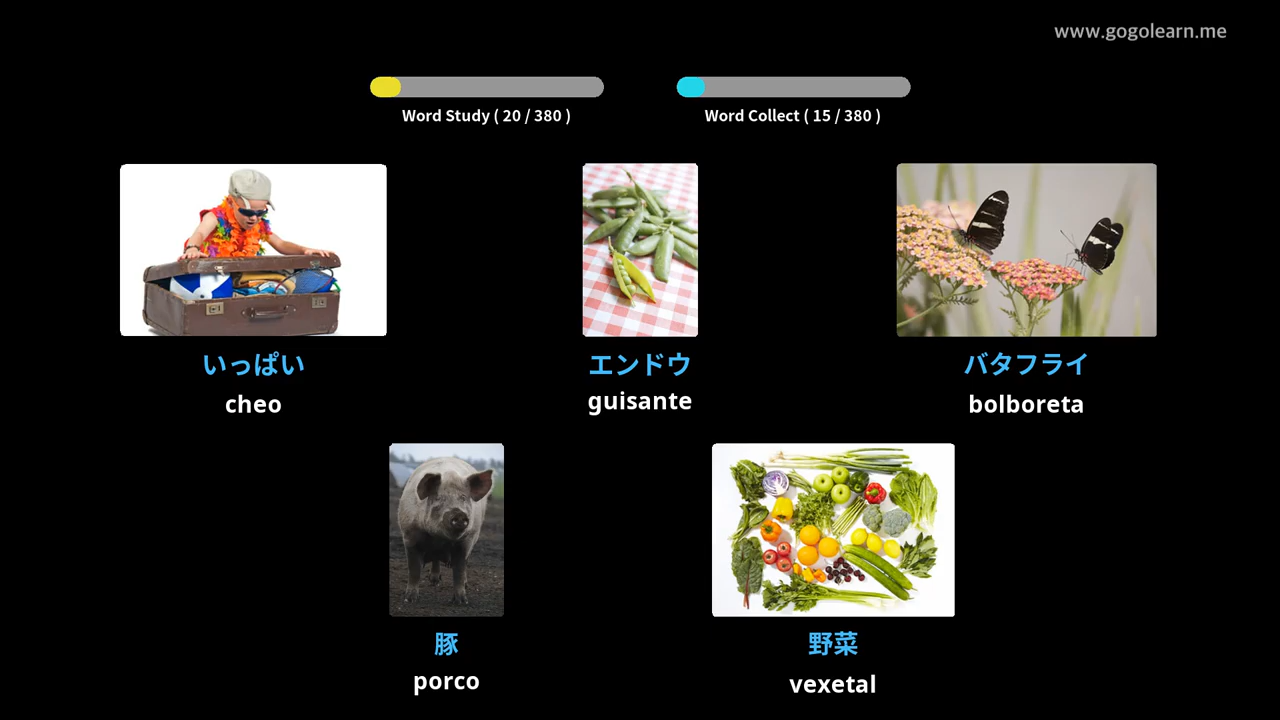 www.gogolearn.me
Word Study ( 20 / 380 )
Word Collect ( 15 / 380 )
いっぱい
cheo
エンドウ
guisante
バタフライ
bolboreta
豚
porco
野菜
vexetal